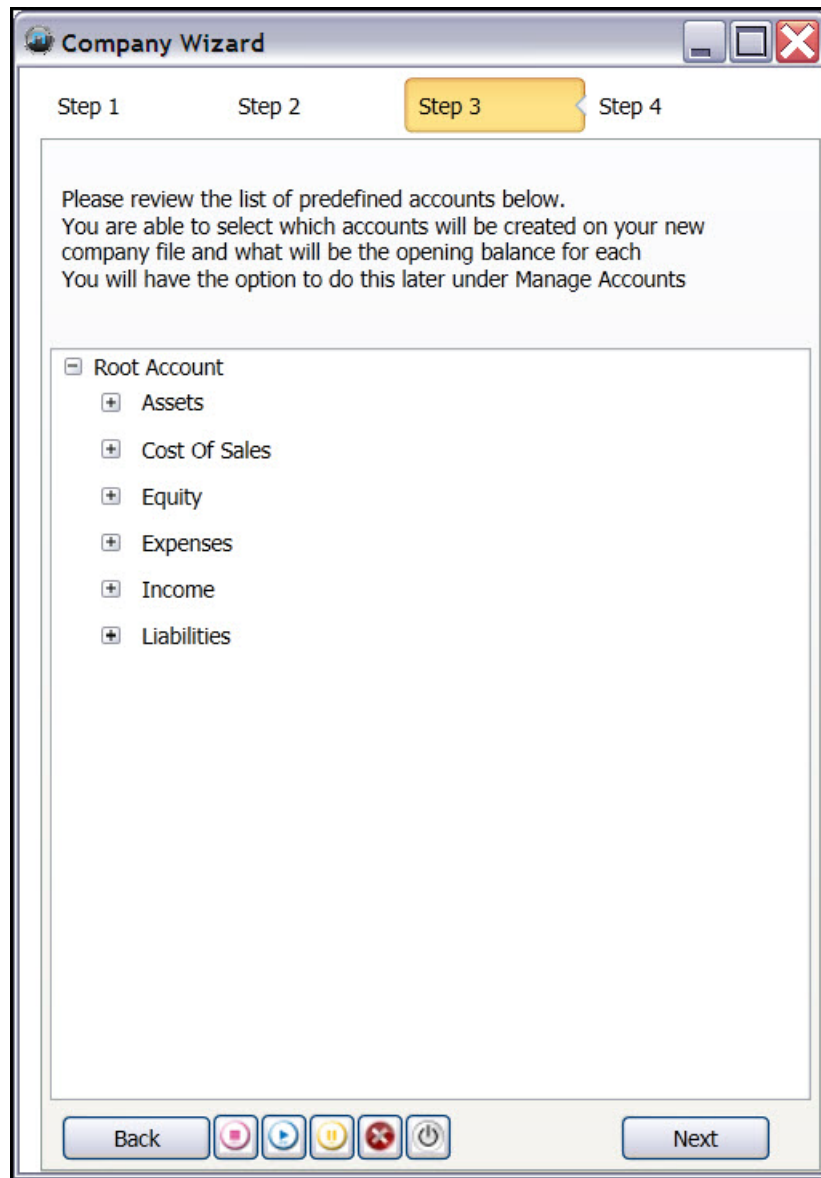 Company Wizard
Step 1 Step 2 Step 3 Step 4
Please review the list of predefined accounts below.
You are able to select which accounts will be created on your new
company file and what will be the opening balance for each
You will have the option to do this later under Manage Accounts
Root Account
Assets
Cost Of Sales
Equity
Expenses
Income
Liabilities
Back Next